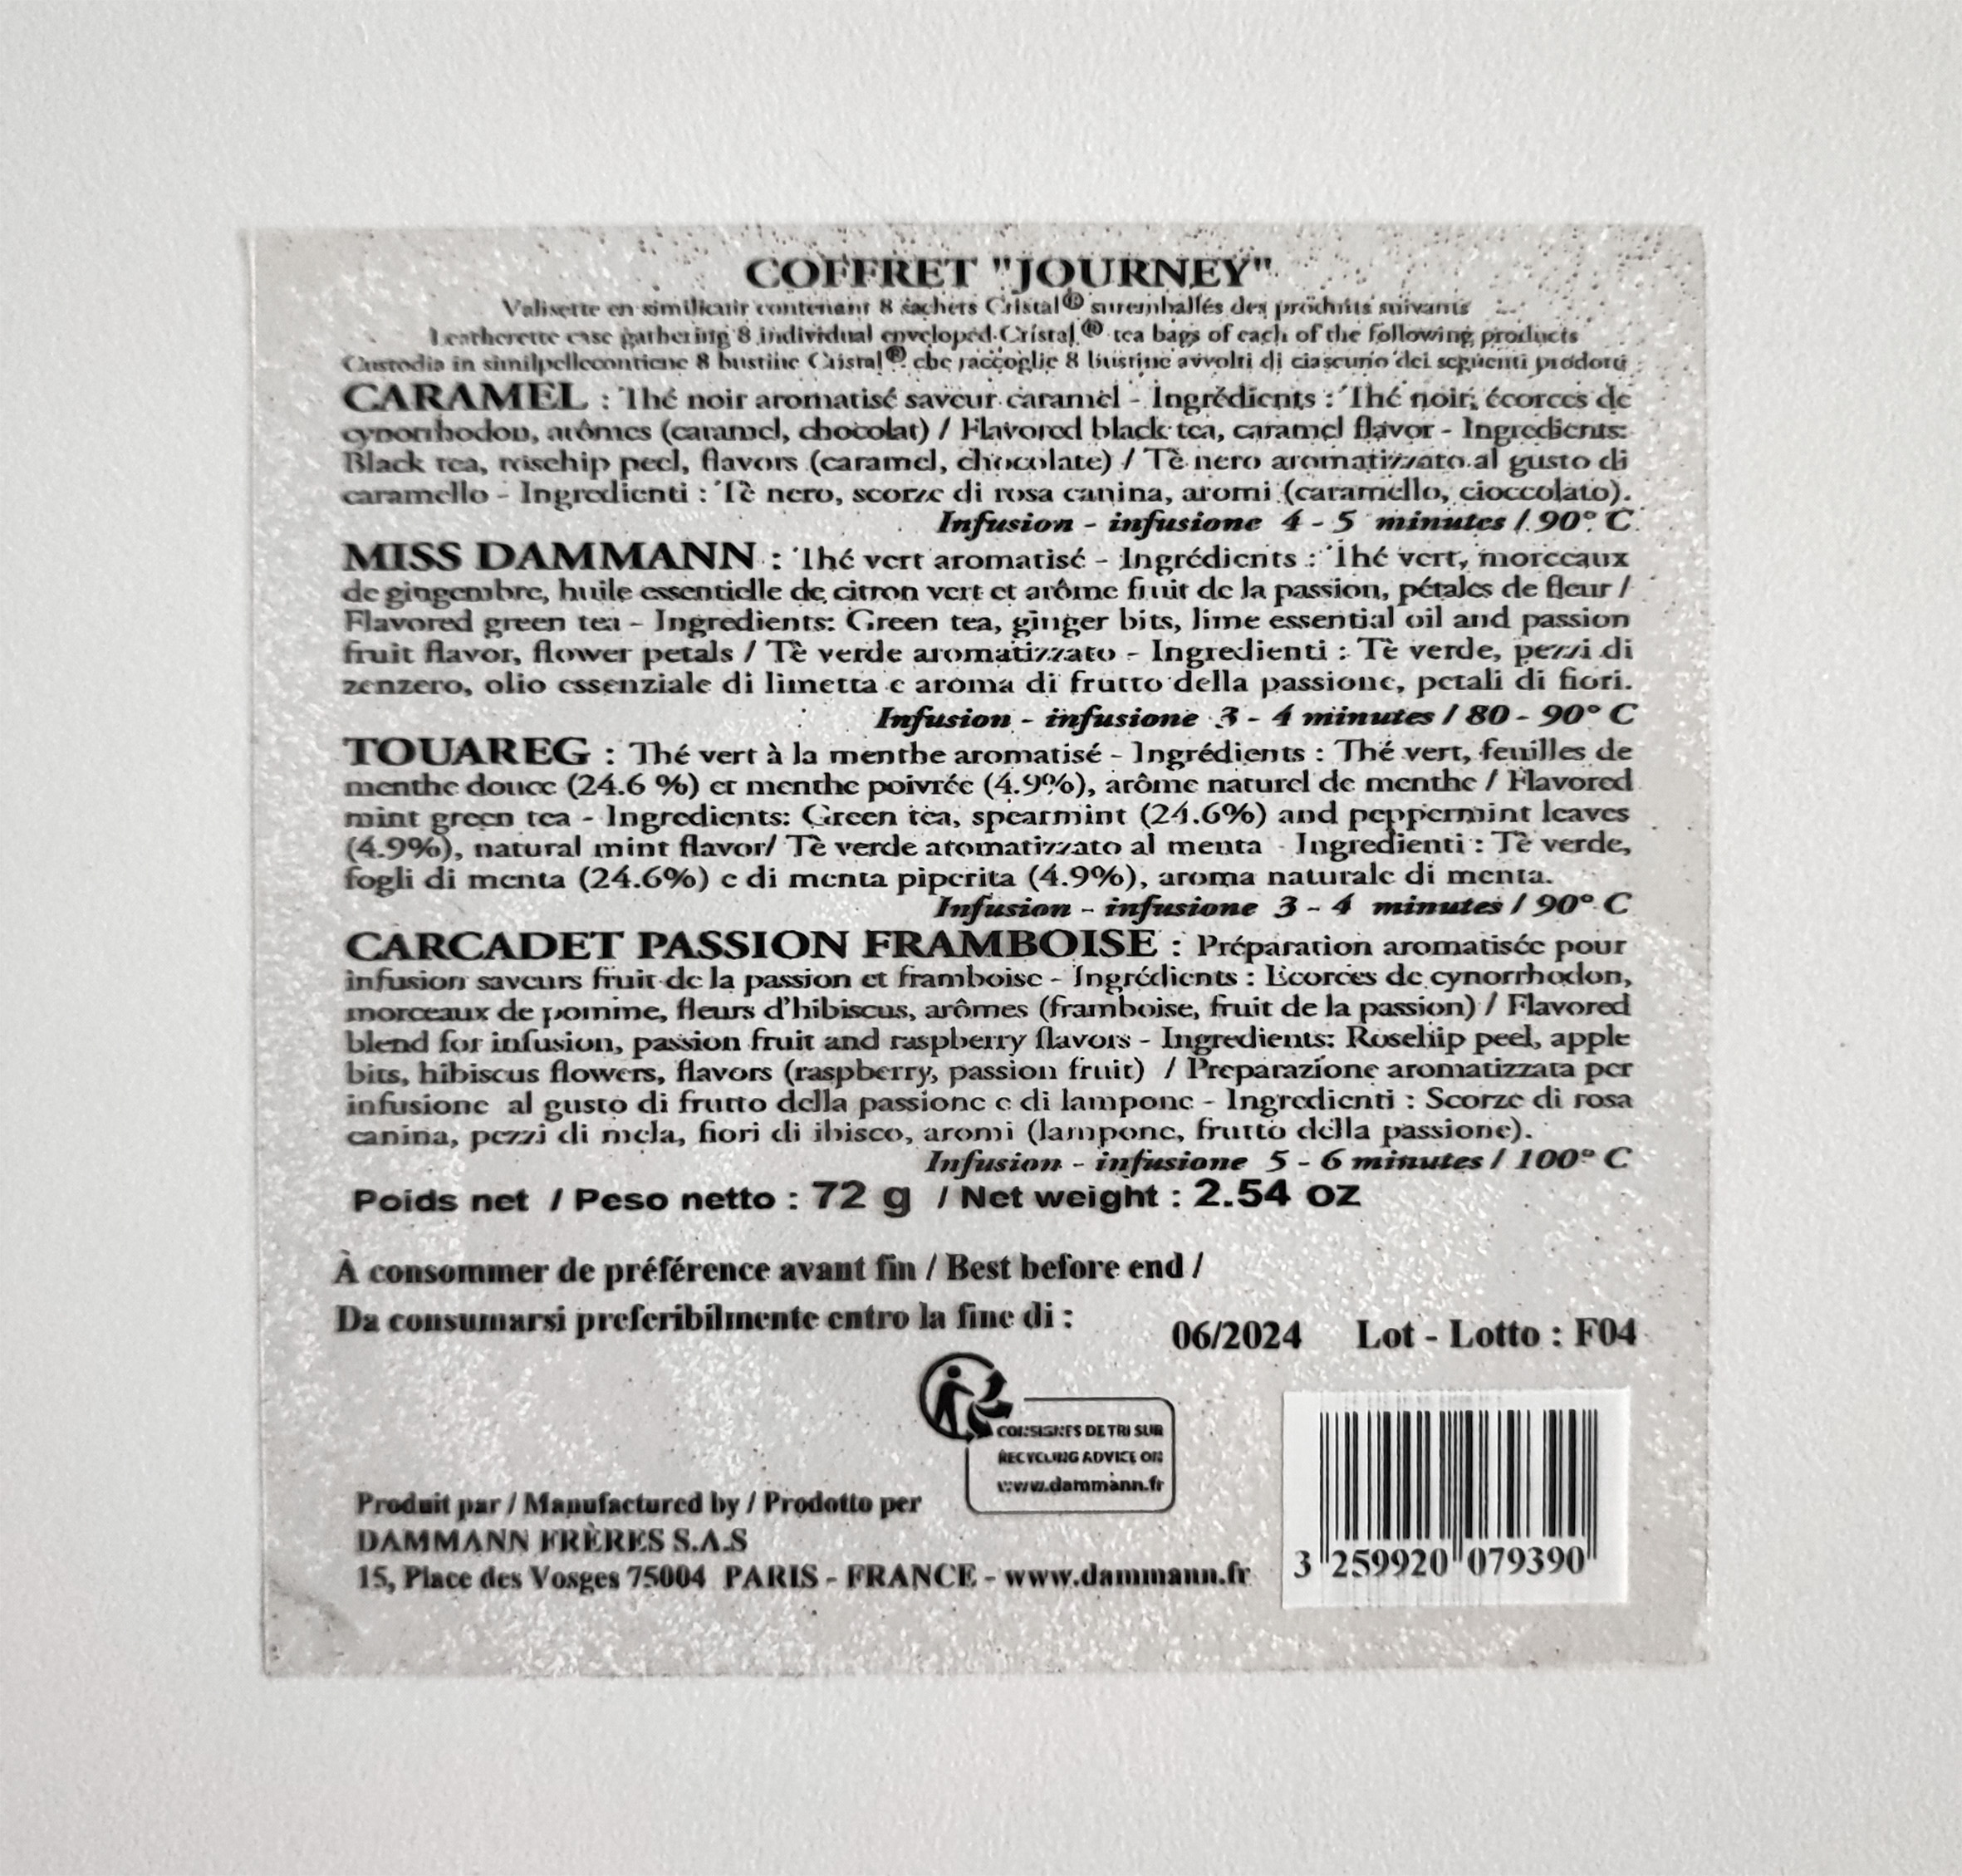 COFFRET "JOURNEY"
Valisette en similicuir contenant 8 sachets Cristal® suremballés des produits suivants
Leatherette case gathering 8 individual enveloped Cristal® tea bags of each of the following products
Custodia in similpellecontiene 8 bustine Cristal® che raccoglie 8 bustine avvolti di ciascuno dei seguenti prodotti
CARAMEL : Thé noir aromatisé saveur caramel - Ingrédients : Thé noir, écorces de
cynorrhodon, arômes (caramel, chocolat) / Flavored black tea, caramel flavor - Ingredients:
Black tea, rosehip peel, flavors (caramel, chocolate) / Tè nero aromatizzato al gusto di
caramello - Ingredienti : Tè nero, scorze di rosa canina, aromi (caramello, cioccolato).
Infusion - infusione 4 - 5 minutes / 90° C
MISS DAMMANN : Thé vert aromatisé - Ingrédients : Thé vert, morceaux
de gingembre, huile essentielle de citron vert et arôme fruit de la passion, pétales de fleur /
Flavored green tea - Ingredients: Green tea, ginger bits, lime essential oil and passion
fruit flavor, flower petals / Tè verde aromatizzato - Ingredienti : Tè verde, pezzi di
zenzero, olio essenziale di limetta e aroma di frutto della passione, petali di fiori.
Infusion - infusione 3 - 4 minutes / 80 - 90° C
TOUAREG : Thé vert à la menthe aromatisé - Ingrédients : Thé vert, feuilles de
menthe douce (24.6 %) et menthe poivrée (4.9%), arôme naturel de menthe / Flavored
mint green tea - Ingredients: Green tea, spearmint (24.6%) and peppermint leaves
(4.9%), natural mint flavor/ Tè verde aromatizzato al menta - Ingredienti : Tè verde,
fogli di menta (24.6%) e di menta piperita (4.9%), aroma naturale di menta.
Infusion - infusione 3 - 4 minutes / 90° C
CARCADET PASSION FRAMBOISE : Préparation aromatisée pour
infusion saveurs fruit de la passion et framboise - Ingrédients : Ecorces de cynorrhodon,
morceaux de pomme, fleurs d'hibiscus, arômes (framboise, fruit de la passion) / Flavored
blend for infusion, passion fruit and raspberry flavors - Ingredients: Rosehip peel, apple
bits, hibiscus flowers, flavors (raspberry, passion fruit) / Preparazione aromatizzata per
infusione al gusto di frutto della passione e di lampone - Ingredienti : Scorze di rosa
canina, pezzi di mela, fiori di ibisco, aromi (lampone, frutto della passione).
Infusion - infusione 5 - 6 minutes / 100° C
Poids net / Peso netto : 72 g / Net weight : 2.54 oz
À consommer de préférence avant fin / Best before end /
Da consumarsi preferibilmente entro la fine di :
06/2024 Lot - Lotto : F04
CONSIGNES DE TRI SUR
RECYCLING ADVICE ON
www.dammann.fr
Produit par / Manufactured by / Prodotto per
DAMMANN FRÈRES S.A.S
15, Place des Vosges 75004 PARIS - FRANCE - www.dammann.fr
3 259920 079390